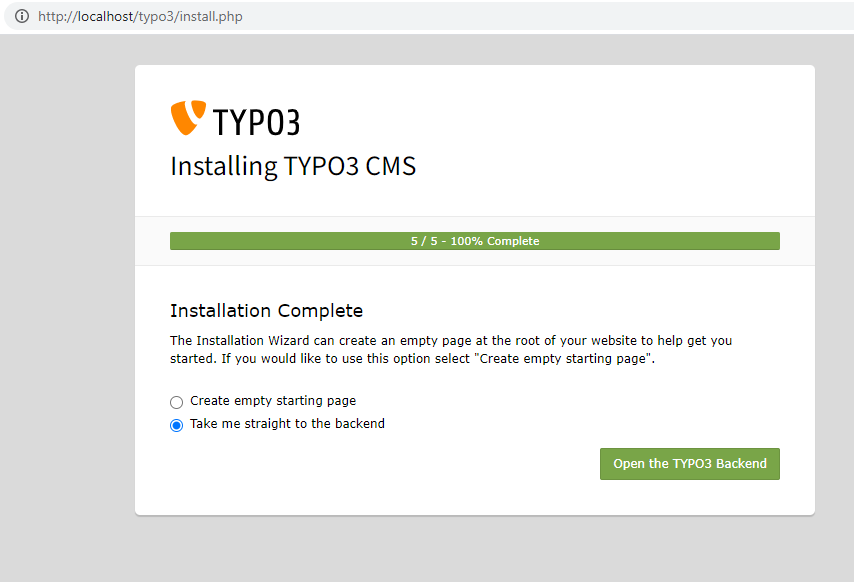 http://localhost/typo3/install.php
TYPO3
Installing TYPO3 CMS
5 / 5 - 100% Complete
Installation Complete
The Installation Wizard can create an empty page at the root of your website to help get you
started. If you would like to use this option select "Create empty starting page".
Create empty starting page
Take me straight to the backend
Open the TYPO3 Backend